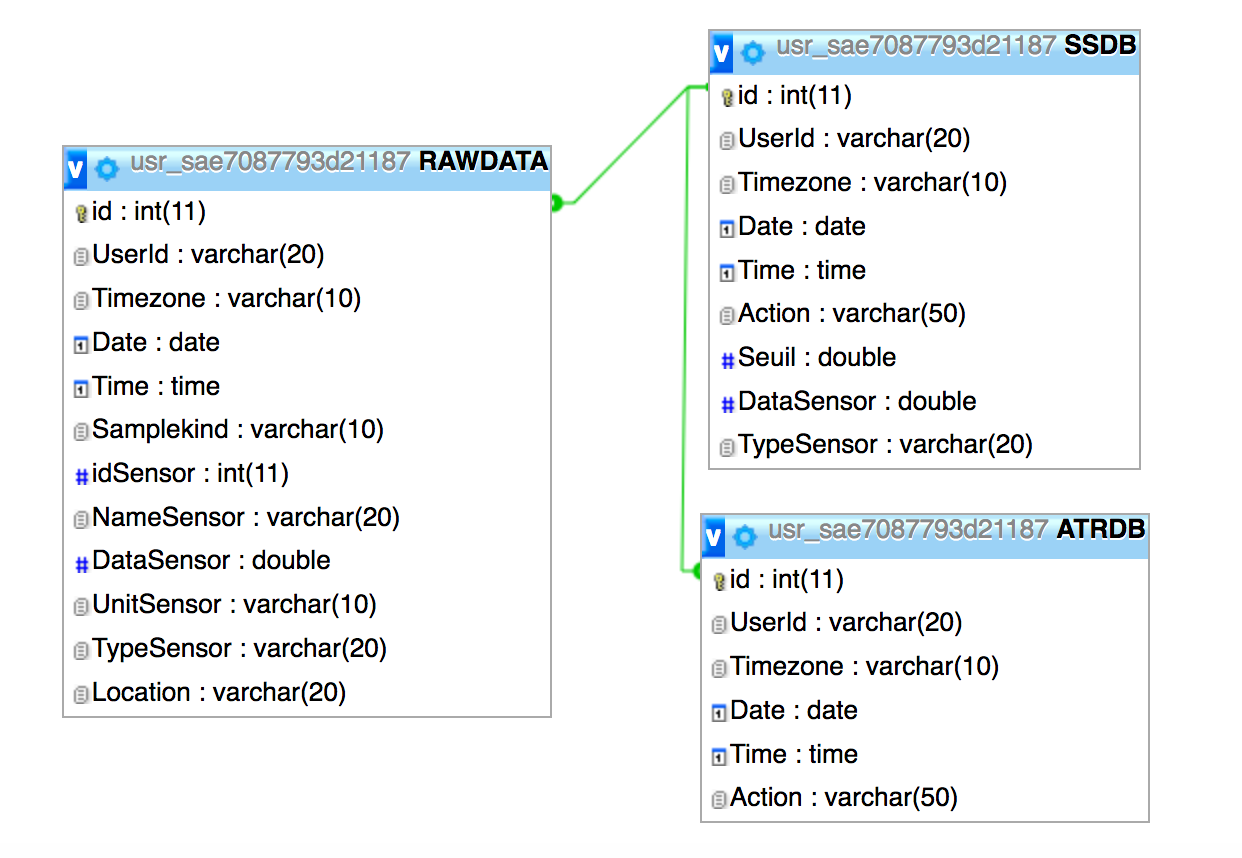 v usr_sae7087793d21187 RAWDATA
id : int(11)
UserId : varchar(20)
Timezone : varchar(10)
Date : date
Time : time
Samplekind : varchar(10)
#idSensor : int(11)
NameSensor : varchar(20)
#DataSensor : double
UnitSensor : varchar(10)
TypeSensor : varchar(20)
Location : varchar(20)
v usr_sae7087793d21187 SSDB
id : int(11)
UserId : varchar(20)
Timezone : varchar(10)
Date : date
Time : time
Action : varchar(50)
#Seuil : double
#DataSensor : double
TypeSensor : varchar(20)
v usr_sae7087793d21187 ATRDB
id : int(11)
UserId : varchar(20)
Timezone : varchar(10)
Date : date
Time : time
Action : varchar(50)